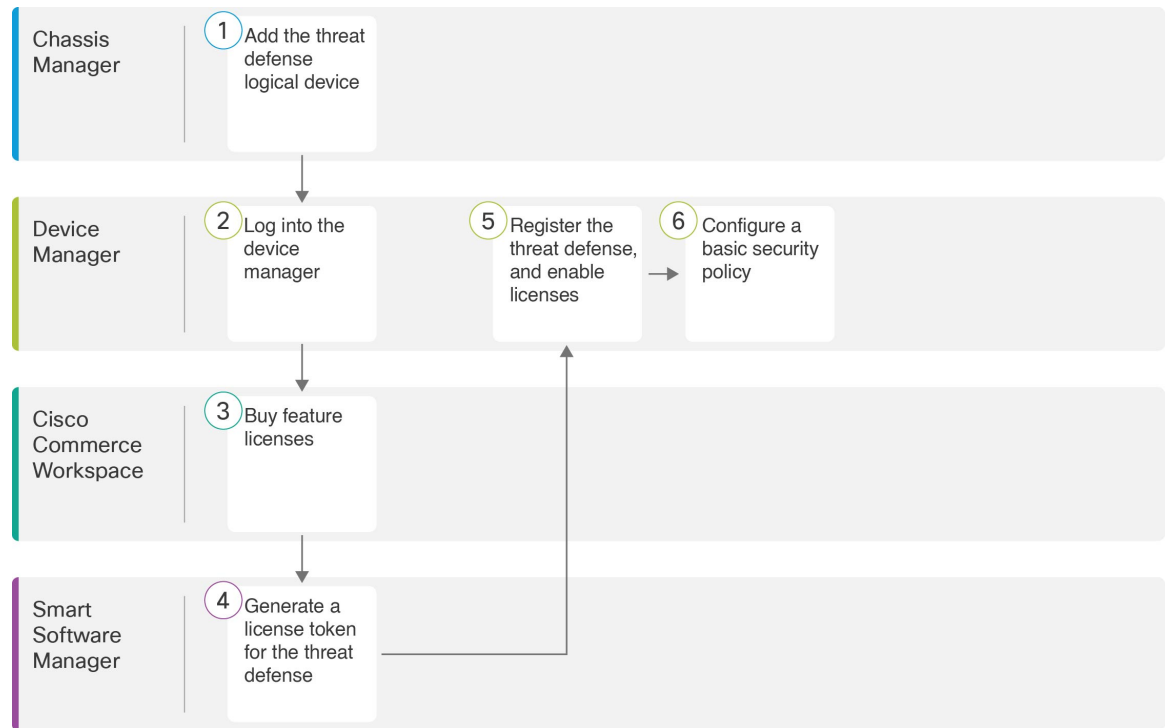 Chassis
Manager
1
Add the threat
defense
logical device
Device
Manager
2
Log into the
device
manager
5
Register the
threat defense,
and enable
licenses
6
Configure a
basic security
policy
Cisco
Commerce
Workspace
3
Buy feature
licenses
Smart
Software
Manager
4
Generate a
license token
for the threat
defense